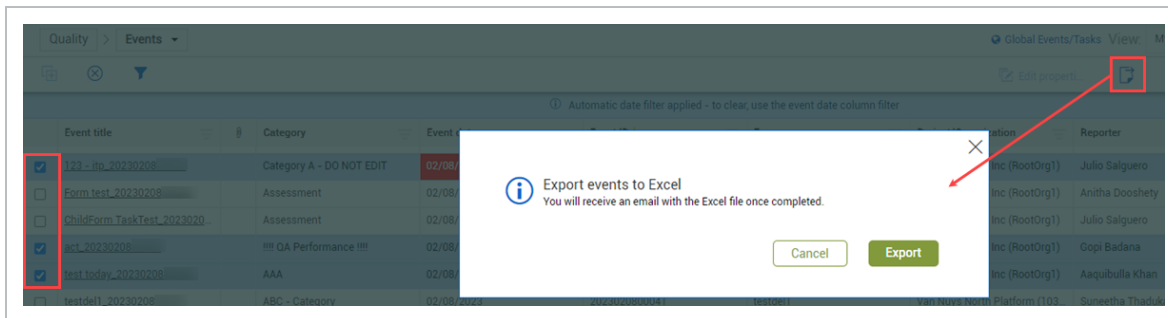 Quality > Events
Global Events/Tasks View: M
Edit propert
Automatic date filter applied - to clear, use the event date column filter
Event title Category Event Reporter
123 - itp_20230208 Category A - DO NOT EDIT 02/08/ Inc (RootOrg1) Julio Salguero
Form test_20230208 Assessment 02/08/ Inc (RootOrg1) Anitha Dooshety
ChildForm TaskTest_2023020... Assessment 02/08/ Inc (RootOrg1) Julio Salguero
act_20230208 !!!! QA Performance !!!! 02/08/ Inc (RootOrg1) Gopi Badana
test today_20230208 AAA 02/08/ Inc (RootOrg1) Aaquibulla Khan
testdel1_20230208 ABC - Category 02/08/2023 2023020800041 testdel1 Van Nuys North Platform (103... Suneetha Thaduk
Export events to Excel
You will receive an email with the Excel file once completed.
Cancel Export